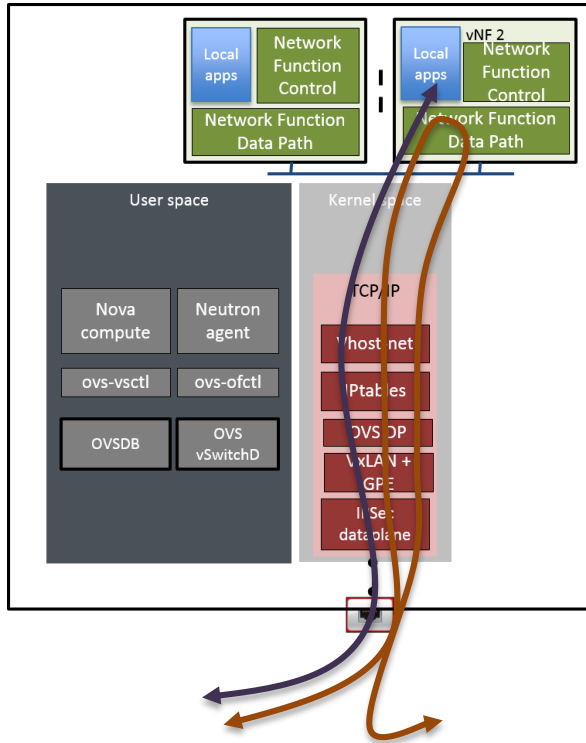 Local
apps
Network
Function
Control
Network Function
Data Path
vNF 2
Local
apps
Network
Function
Control
Network Function
Data Path
User space
Nova
compute
Neutron
agent
ovs-vsctl
ovs-ofctl
OVSDB
OVS
vSwitchD
Kernel space
TCP/IP
Vhost-net
IPtables
OVS DP
VxLAN +
GPE
IPSec
dataplane